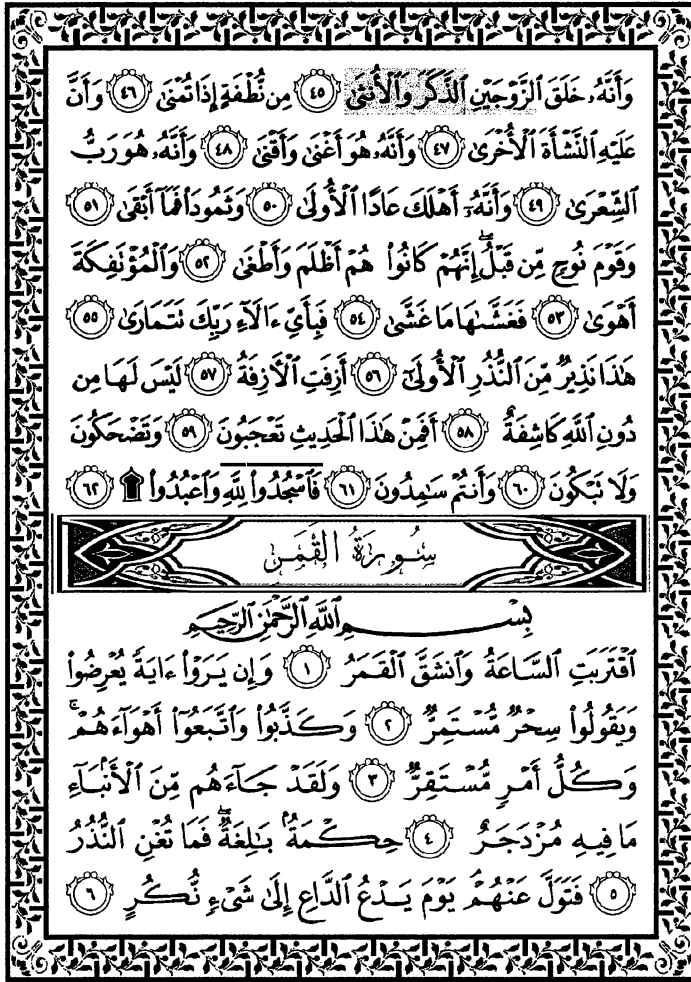 وَأَنَّهُۥ خَلَقَ ٱلزَّوْجَيْنِ ٱلذَّكَرَ وَٱلْأُنثَىٰ ٤٥ مِن نُّطْفَةٍ إِذَا تُمْنَىٰ ٤٦ وَأَنَّ
عَلَيْهِ ٱلنَّشْأَةَ ٱلْأُخْرَىٰ ٤٧ وَأَنَّهُۥ هُوَ أَغْنَىٰ وَأَقْنَىٰ ٤٨ وَأَنَّهُۥ هُوَ رَبُّ
ٱلشِّعْرَىٰ ٤٩ وَأَنَّهُۥٓ أَهْلَكَ عَادًا ٱلْأُولَىٰ ٥٠ وَثَمُودَا۟ فَمَآ أَبْقَىٰ ٥١
وَقَوْمَ نُوحٍ مِّن قَبْلُ ۖ إِنَّهُمْ كَانُوا۟ هُمْ أَظْلَمَ وَأَطْغَىٰ ٥٢ وَٱلْمُؤْتَفِكَةَ
أَهْوَىٰ ٥٣ فَغَشَّىٰهَا مَا غَشَّىٰ ٥٤ فَبِأَىِّ ءَالَآءِ رَبِّكَ تَتَمَارَىٰ ٥٥
هَٰذَا نَذِيرٌ مِّنَ ٱلنُّذُرِ ٱلْأُولَىٰٓ ٥٦ أَزِفَتِ ٱلْءَازِفَةُ ٥٧ لَيْسَ لَهَا مِن
دُونِ ٱللَّهِ كَاشِفَةٌ ٥٨ أَفَمِنْ هَٰذَا ٱلْحَدِيثِ تَعْجَبُونَ ٥٩ وَتَضْحَكُونَ
وَلَا تَبْكُونَ ٦٠ وَأَنتُمْ سَٰمِدُونَ ٦١ فَٱسْجُدُوا۟ لِلَّهِ وَٱعْبُدُوا۟ ۩ ٦٢
سُورَةُ القَمَرِ
بِسْمِ ٱللَّهِ ٱلرَّحْمَٰنِ ٱلرَّحِيمِ
ٱقْتَرَبَتِ ٱلسَّاعَةُ وَٱنشَقَّ ٱلْقَمَرُ ١ وَإِن يَرَوْا۟ ءَايَةً يُعْرِضُوا۟
وَيَقُولُوا۟ سِحْرٌ مُّسْتَمِرٌّ ٢ وَكَذَّبُوا۟ وَٱتَّبَعُوٓا۟ أَهْوَآءَهُمْ ۚ
وَكُلُّ أَمْرٍ مُّسْتَقِرٌّ ٣ وَلَقَدْ جَآءَهُم مِّنَ ٱلْأَنۢبَآءِ
مَا فِيهِ مُزْدَجَرٌ ٤ حِكْمَةٌۢ بَٰلِغَةٌ ۖ فَمَا تُغْنِ ٱلنُّذُرُ
٥ فَتَوَلَّ عَنْهُمْ ۘ يَوْمَ يَدْعُ ٱلدَّاعِ إِلَىٰ شَىْءٍ نُّكُرٍ ٦